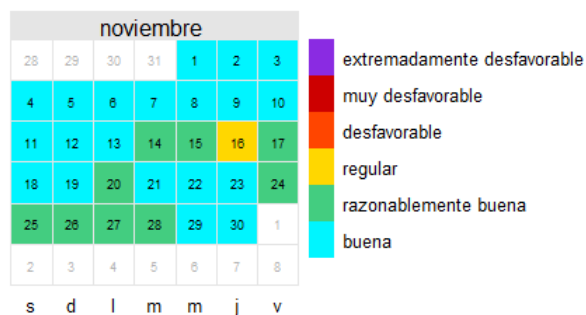 noviembre
28 29 30 31 1 2 3
4 5 6 7 8 9 10
11 12 13 14 15 16 17
18 19 20 21 22 23 24
25 26 27 28 29 30 1
2 3 4 5 6 7 8
s d l m m j v
extremadamente desfavorable
muy desfavorable
desfavorable
regular
razonablemente buena
buena